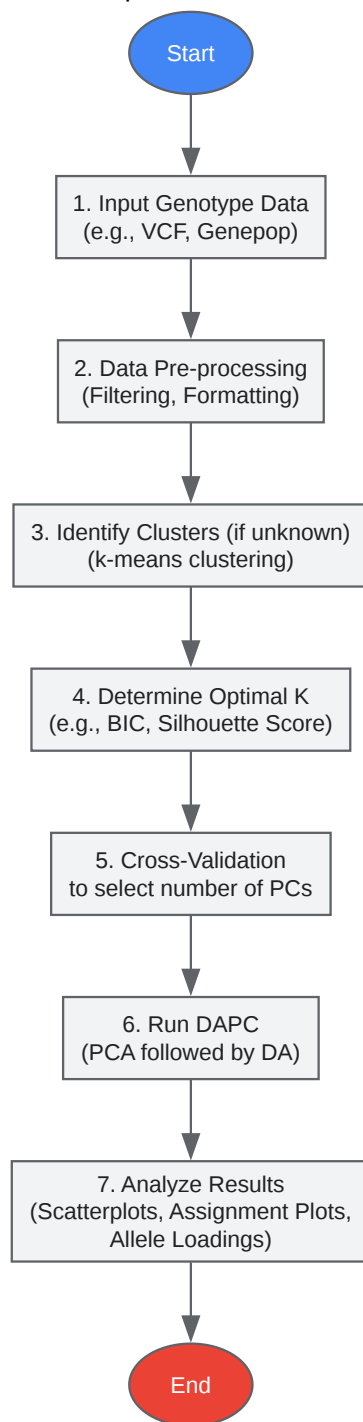 Start
1. Input Genotype Data
(e.g., VCF, Genepop)
2. Data Pre-processing
(Filtering, Formatting)
3. Identify Clusters (if unknown)
(k-means clustering)
4. Determine Optimal K
(e.g., BIC, Silhouette Score)
5. Cross-Validation
to select number of PCs
6. Run DAPC
(PCA followed by DA)
7. Analyze Results
(Scatterplots, Assignment Plots,
Allele Loadings)
End